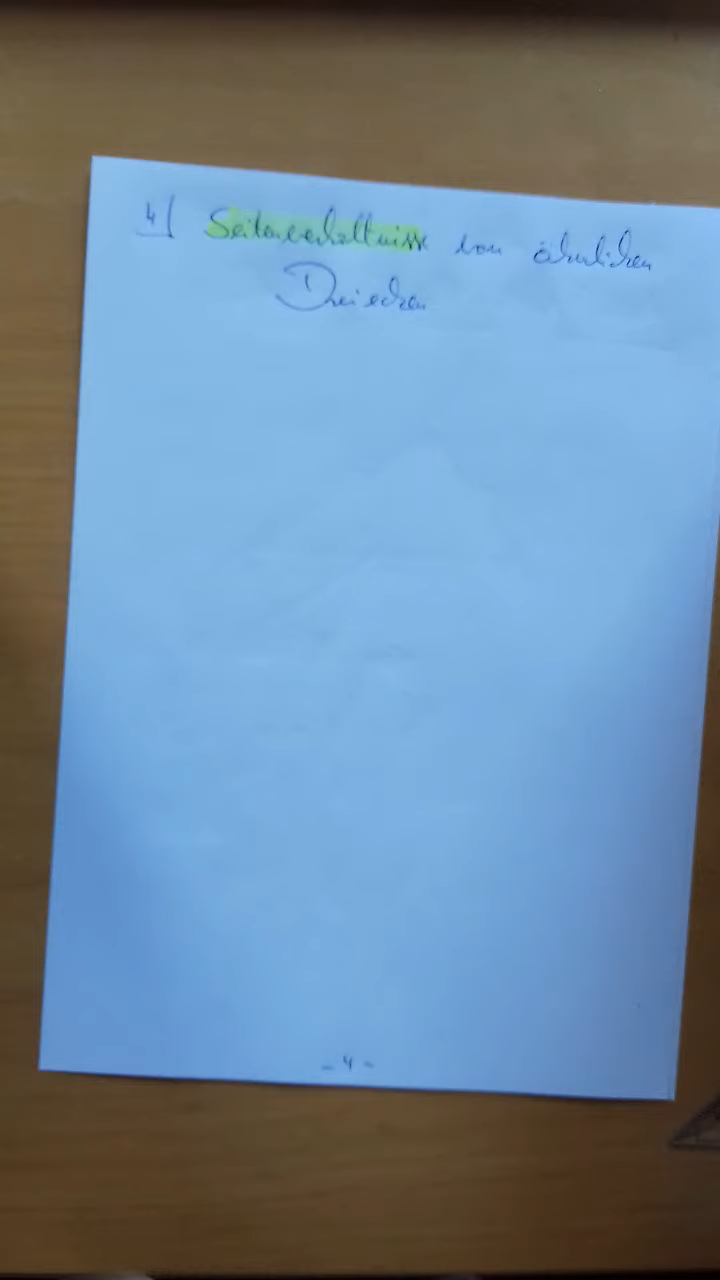 4) Seitenverhältnisse von ähnlichen
Dreiecken
- 4 -